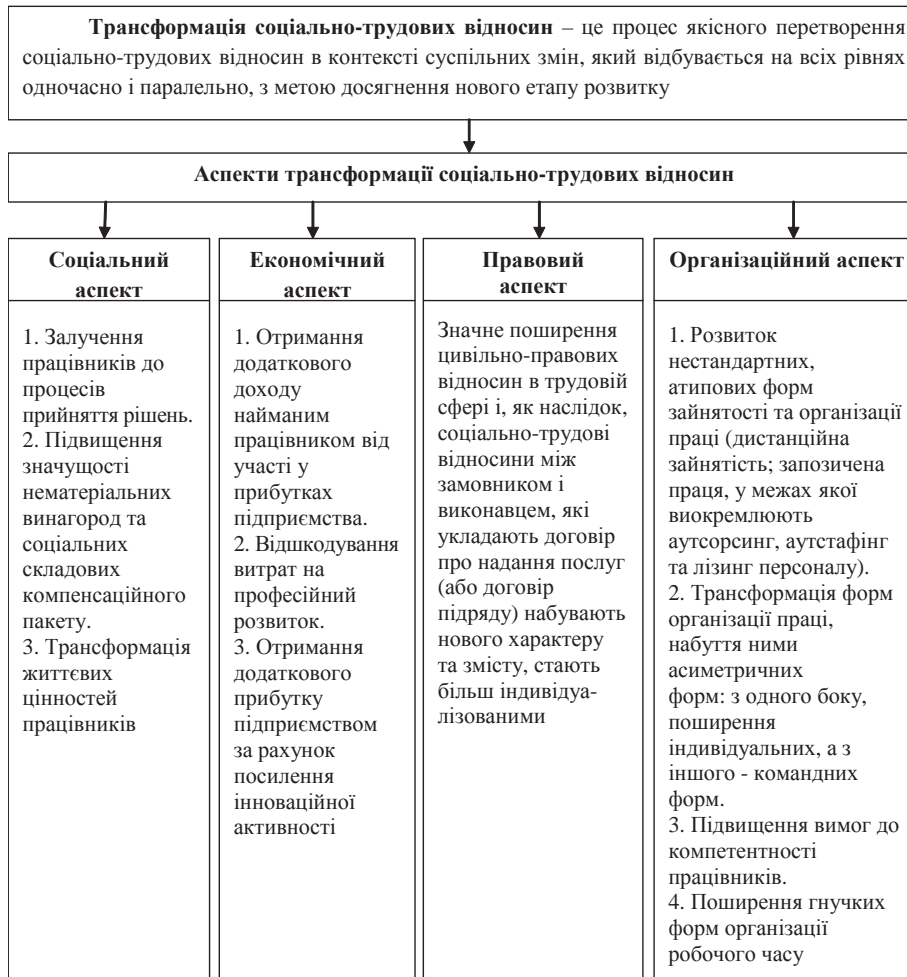 Трансформація соціально-трудових відносин – це процес якісного перетворення
соціально-трудових відносин в контексті суспільних змін, який відбувається на всіх рівнях
одночасно і паралельно, з метою досягнення нового етапу розвитку
Аспекти трансформації соціально-трудових відносин
Соціальний
аспект
1. Залучення
працівників до
процесів
прийняття рішень.
2. Підвищення
значущості
нематеріальних
винагород та
соціальних
складових
компенсаційного
пакету.
3. Трансформація
життєвих
цінностей
працівників
Економічний
аспект
1. Отримання
додаткового
доходу
найманим
працівником від
участі у
прибутках
підприємства.
2. Відшкодування
витрат на
професійний
розвиток.
3. Отримання
додаткового
прибутку
підприємством
за рахунок
посилення
інноваційної
активності
Правовий
аспект
Значне поширення
цивільно-правових
відносин в трудовій
сфері і, як наслідок,
соціально-трудові
відносини між
замовником і
виконавцем, які
укладають договір
про надання послуг
(або договір
підряду) набувають
нового характеру
та змісту, стають
більш індивідуа-
лізованими
Організаційний аспект
1. Розвиток
нестандартних,
атипових форм
зайнятості та організації
праці (дистанційна
зайнятість; запозичена
праця, у межах якої
виокремлюють
аутсорсинг, аутстафінг
та лізинг персоналу).
2. Трансформація форм
організації праці,
набуття ними
асиметричних
форм: з одного боку,
поширення
індивідуальних, а з
іншого - командних
форм.
3. Підвищення вимог до
компетентності
працівників.
4. Поширення гнучких
форм організації
робочого часу